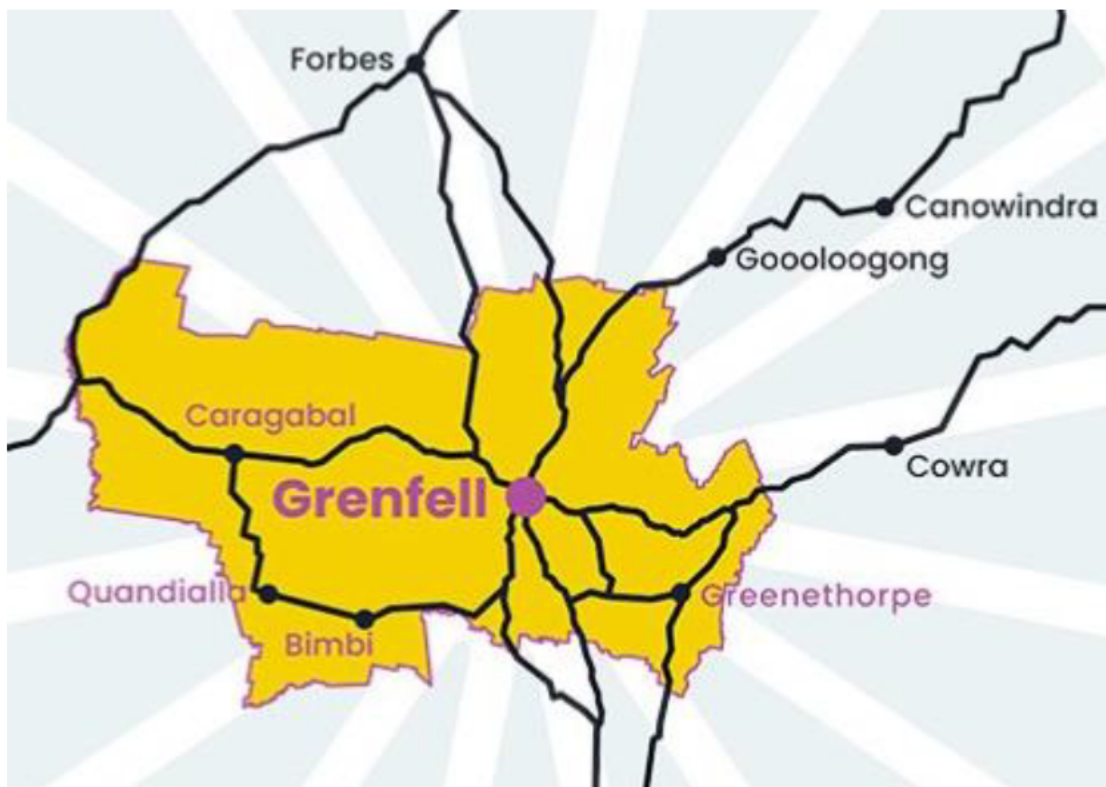 Forbes
Canowindra
Goooloogong
Caragabal
Cowra
Grenfell
Quandialla
Greenethorpe
Bimbi